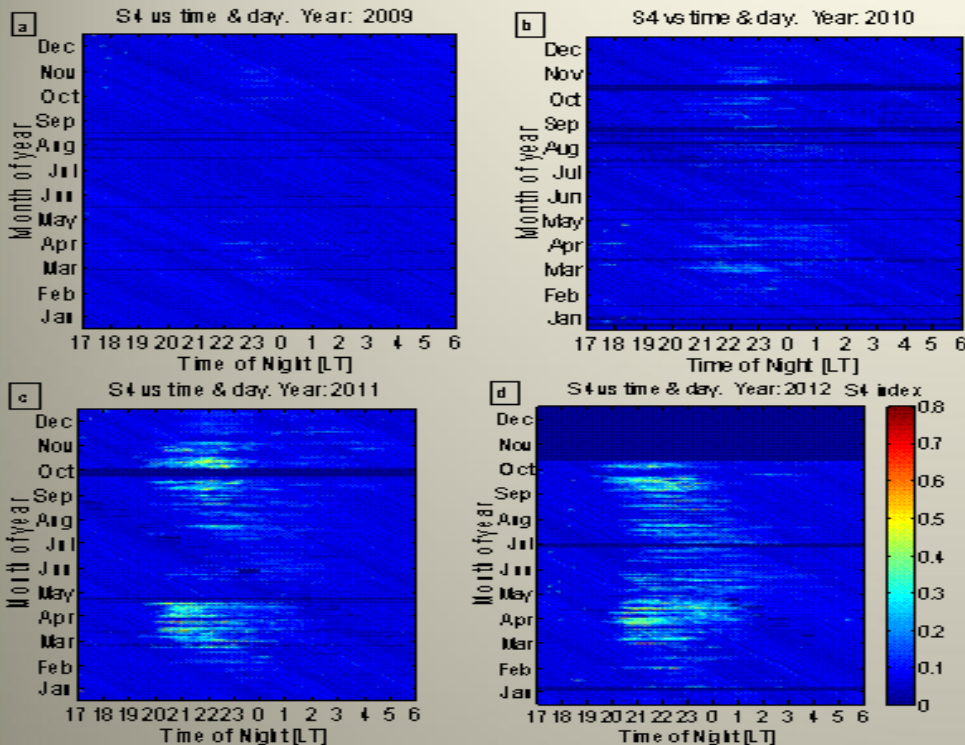 a
S4 us time & day. Year: 2009
Month of year
Dec
Nou
Oct
Sep
Aug
Jul
Jun
May
Apr
Mar
Feb
Jan
17 18 19 20 21 22 23 0 1 2 3 4 5 6
Time of Night [LT]
b
S4 vs time & day. Year: 2010
Month of year
Dec
Nov
Oct
Sep
Aug
Jul
Jun
May
Apr
Mar
Feb
Jan
17 18 19 20 21 22 23 0 1 2 3 4 5 6
Time of Night [LT]
c
S4 us time & day. Year: 2011
Month of year
Dec
Nou
Oct
Sep
Aug
Jul
Jun
May
Apr
Mar
Feb
Jan
17 18 19 20 21 22 23 0 1 2 3 4 5 6
Time of Night [LT]
d
S4 us time & day. Year: 2012
S4 index
Month of year
Dec
Nou
Oct
Sep
Aug
Jul
Jun
May
Apr
Mar
Feb
Jan
17 18 19 20 21 22 23 0 1 2 3 4 5 6
Time of Night [LT]
0.8
0.7
0.6
0.5
0.4
0.3
0.2
0.1
0